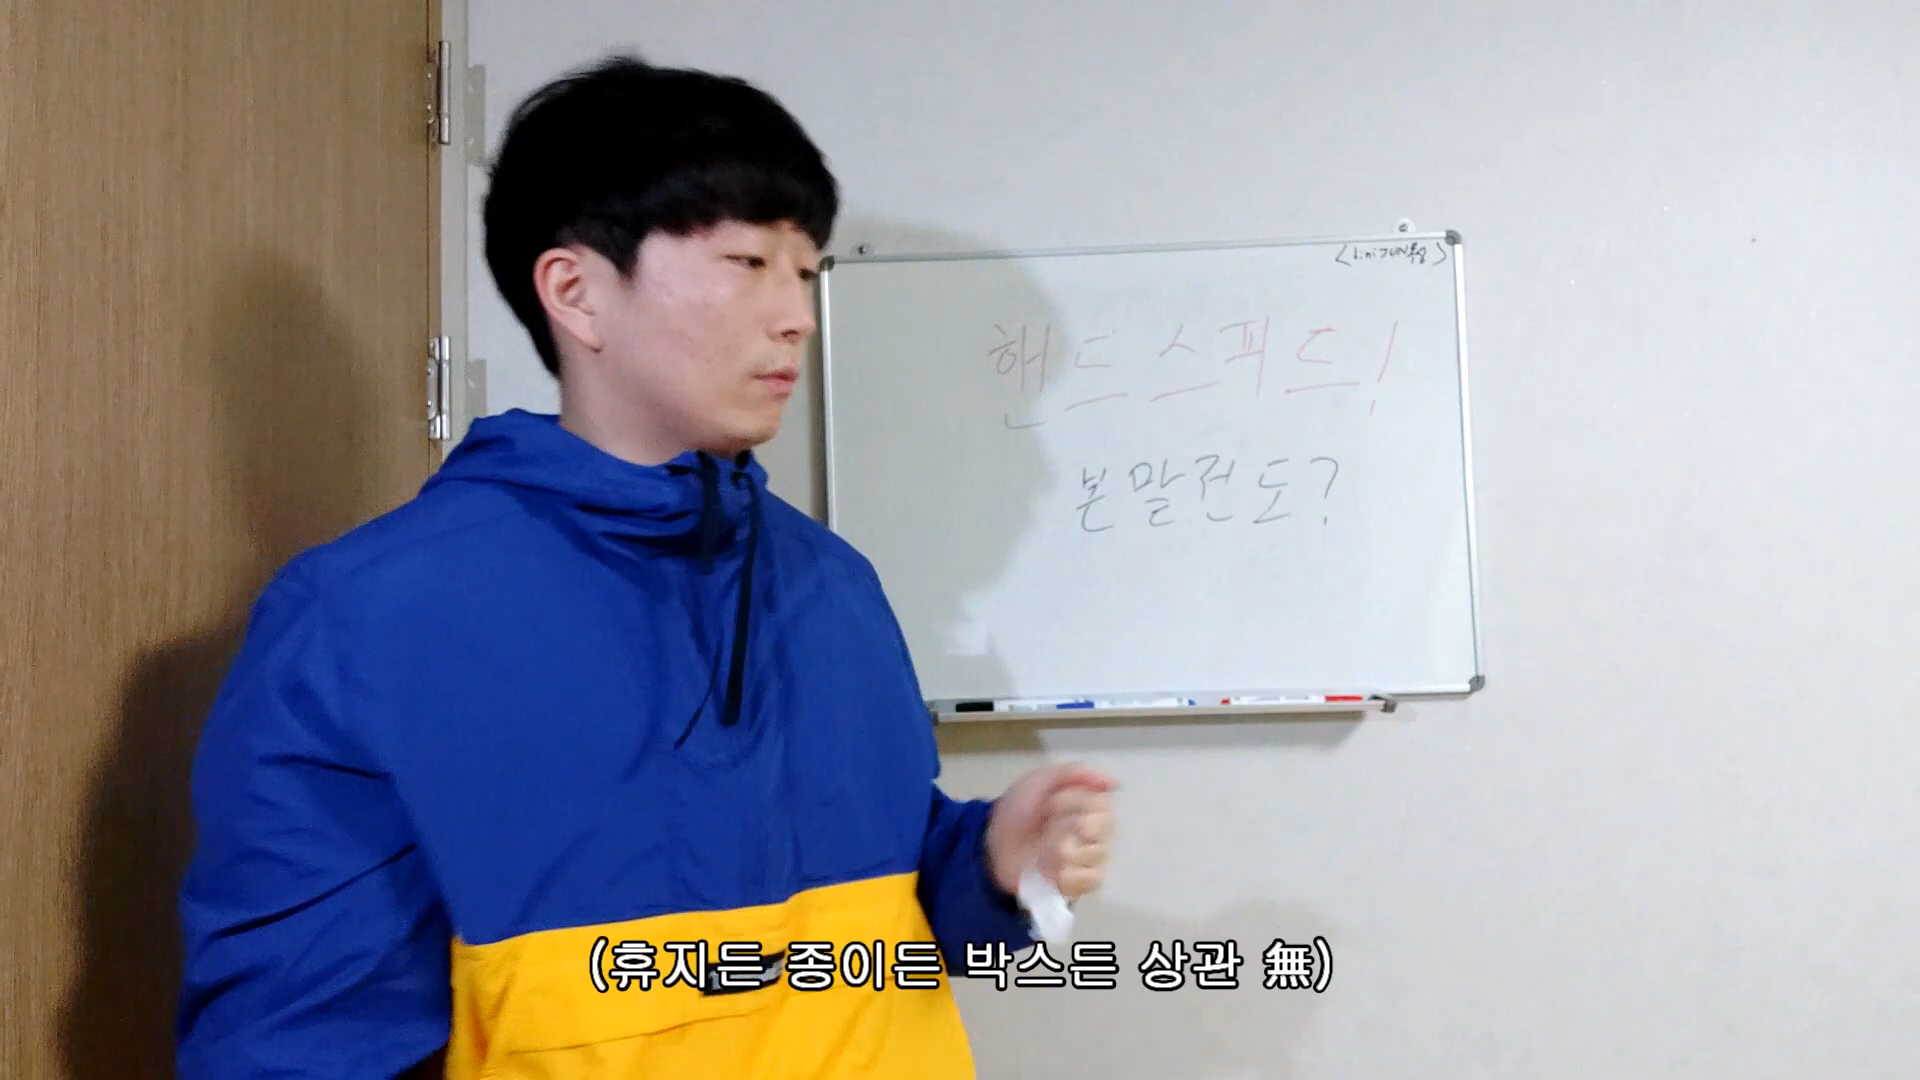 핸드스피드!
본말전도?
(휴지든 종이든 박스든 상관 無)